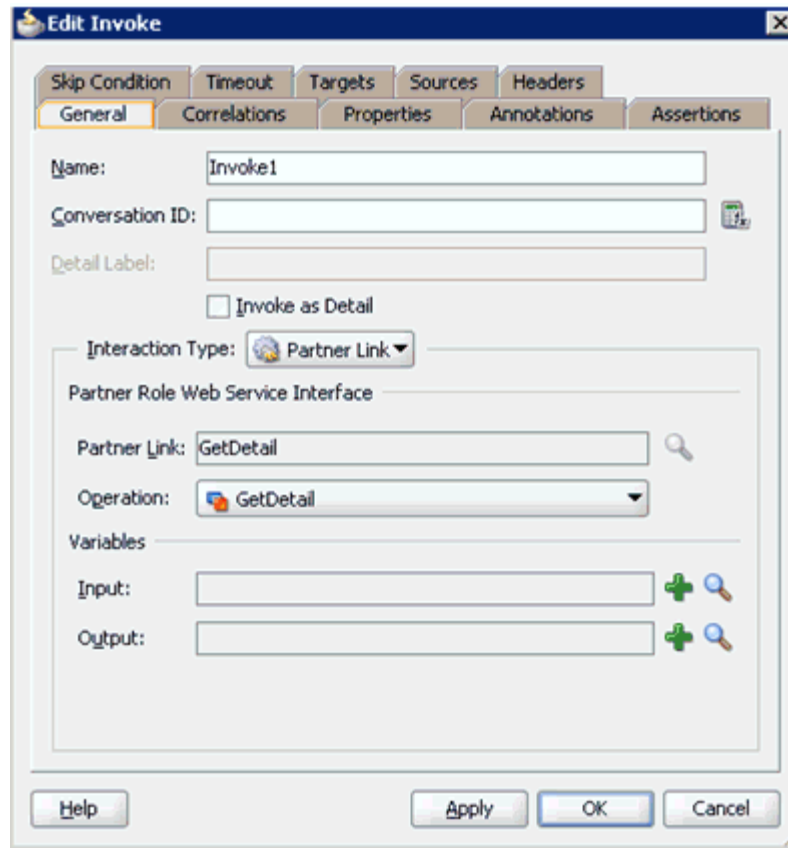 Edit Invoke
Skip Condition Timeout Targets Sources Headers
General Correlations Properties Annotations Assertions
Name: Invoke1
Conversation ID:
Detail Label:
Invoke as Detail
Interaction Type: Partner Link
Partner Role Web Service Interface
Partner Link: GetDetail
Operation: GetDetail
Variables
Input:
Output:
Help Apply OK Cancel